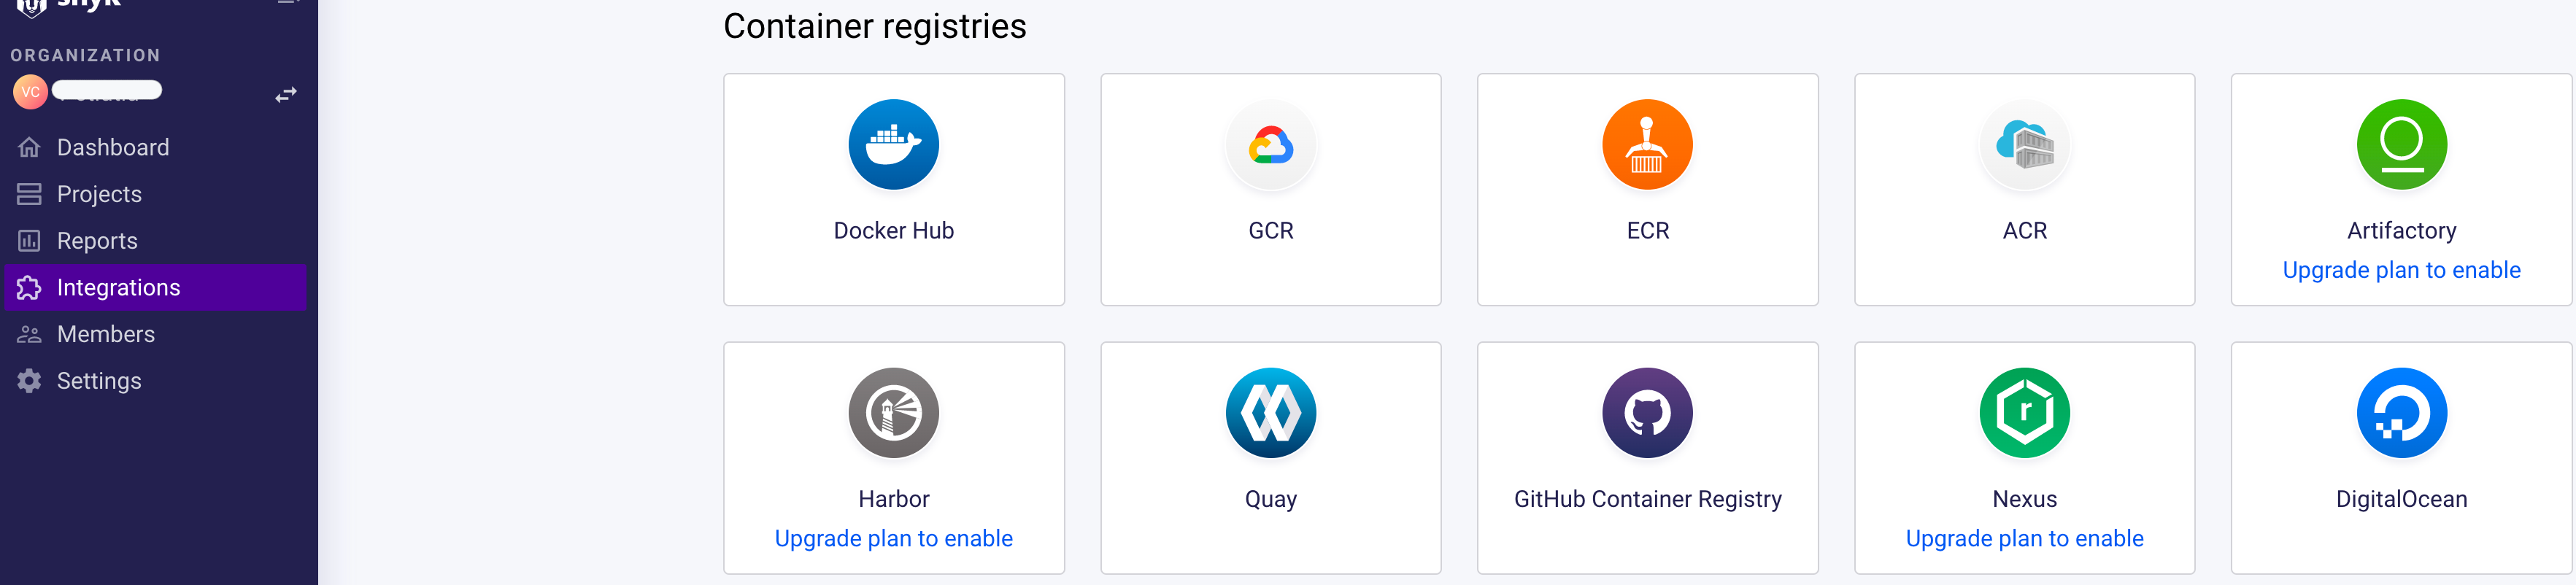 snyk
Container registries
ORGANIZATION
VC
Dashboard
Projects
Reports
Integrations
Members
Settings
Docker Hub
GCR
ECR
ACR
Artifactory
Upgrade plan to enable
Harbor
Upgrade plan to enable
Quay
GitHub Container Registry
Nexus
r
Upgrade plan to enable
DigitalOcean